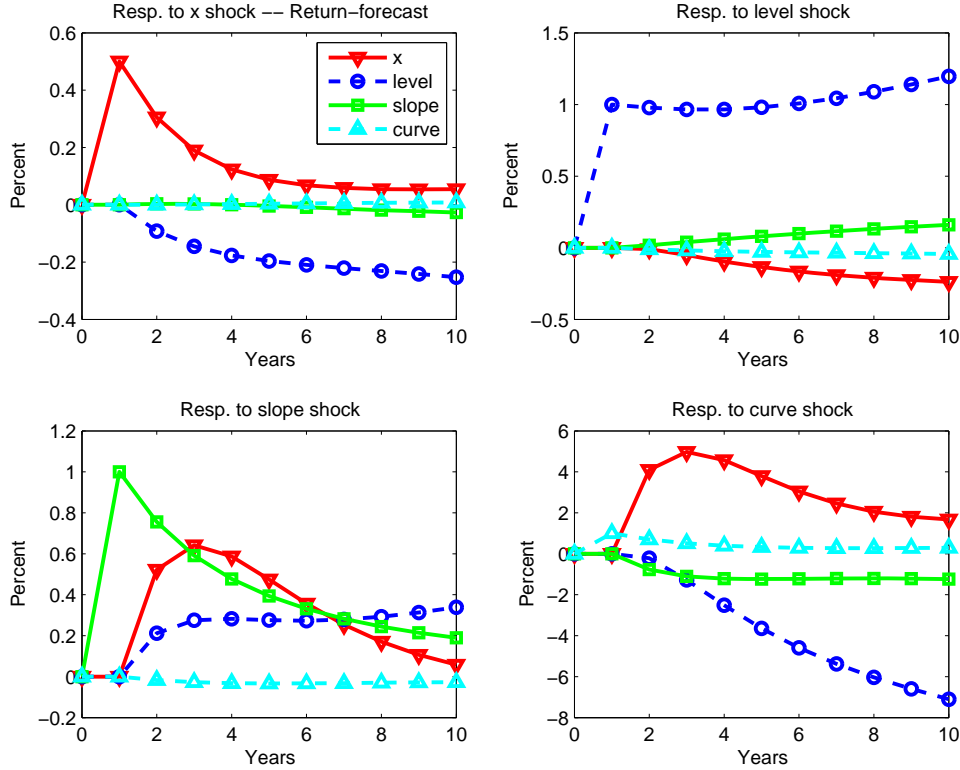 Resp. to x shock −− Return−forecast
0.6
0.4
0.2
0
−0.2
−0.4
Percent
0 2 4 6 8 10
Years
x
level
slope
curve
Resp. to level shock
1.5
1
0.5
0
−0.5
Percent
0 2 4 6 8 10
Years
Resp. to slope shock
1.2
1
0.8
0.6
0.4
0.2
0
−0.2
Percent
0 2 4 6 8 10
Years
Resp. to curve shock
6
4
2
0
−2
−4
−6
−8
Percent
0 2 4 6 8 10
Years